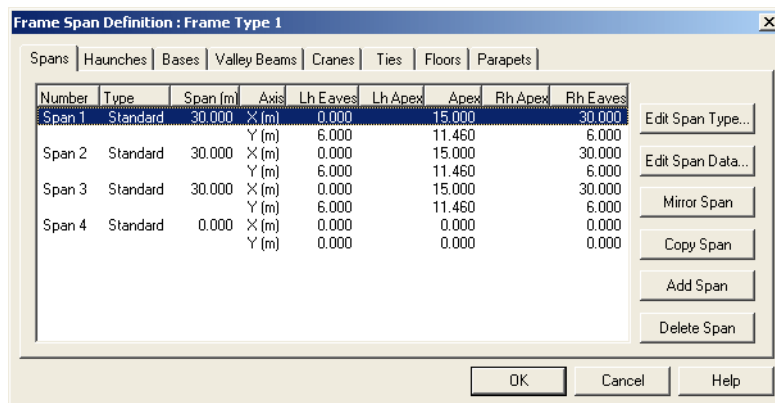 Frame Span Definition : Frame Type 1
Spans Haunches Bases Valley Beams Cranes Ties Floors Parapets
Number Type Span (m) Axis Lh Eaves Lh Apex Apex Rh Apex Rh Eaves
Span 1 Standard 30.000 X (m) 0.000 15.000 30.000
Y (m) 6.000 11.460 6.000
Span 2 Standard 30.000 X (m) 0.000 15.000 30.000
Y (m) 6.000 11.460 6.000
Span 3 Standard 30.000 X (m) 0.000 15.000 30.000
Y (m) 6.000 11.460 6.000
Span 4 Standard 0.000 X (m) 0.000 0.000 0.000
Y (m) 0.000 0.000 0.000
Edit Span Type...
Edit Span Data...
Mirror Span
Copy Span
Add Span
Delete Span
OK Cancel Help